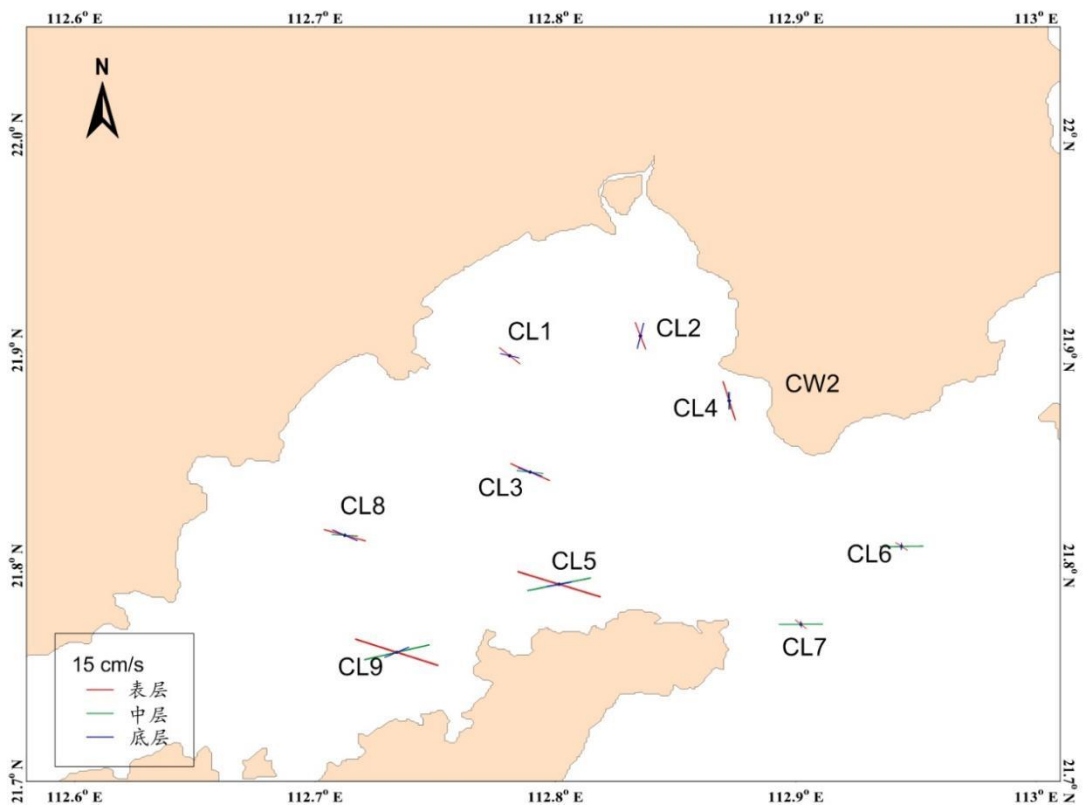 112.6° E 112.7° E 112.8° E 112.9° E 113° E
N
22.0° N
22° N
CL2
CL1
21.9° N
21.9° N
CW2
CL4
CL3
CL8
CL6
CL5
21.8° N
21.8° N
CL7
CL9
15 cm/s
表层
中层
底层
21.7° N
21.7° N
112.6° E 112.7° E 112.8° E 112.9° E 113° E